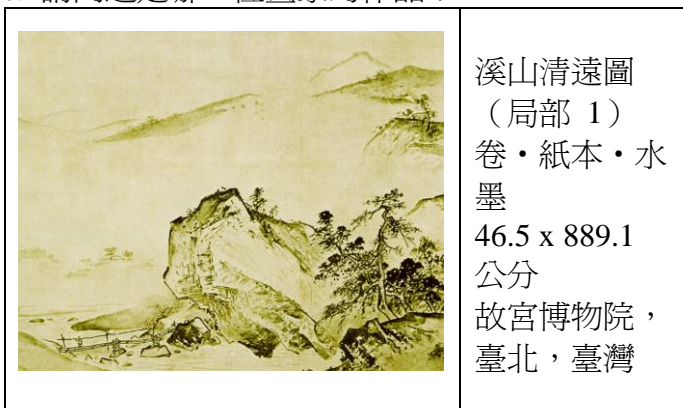 溪山清遠圖
（局部 1）
卷‧紙本‧水
墨
46.5 x 889.1
公分
故宮博物院，
臺北，臺灣